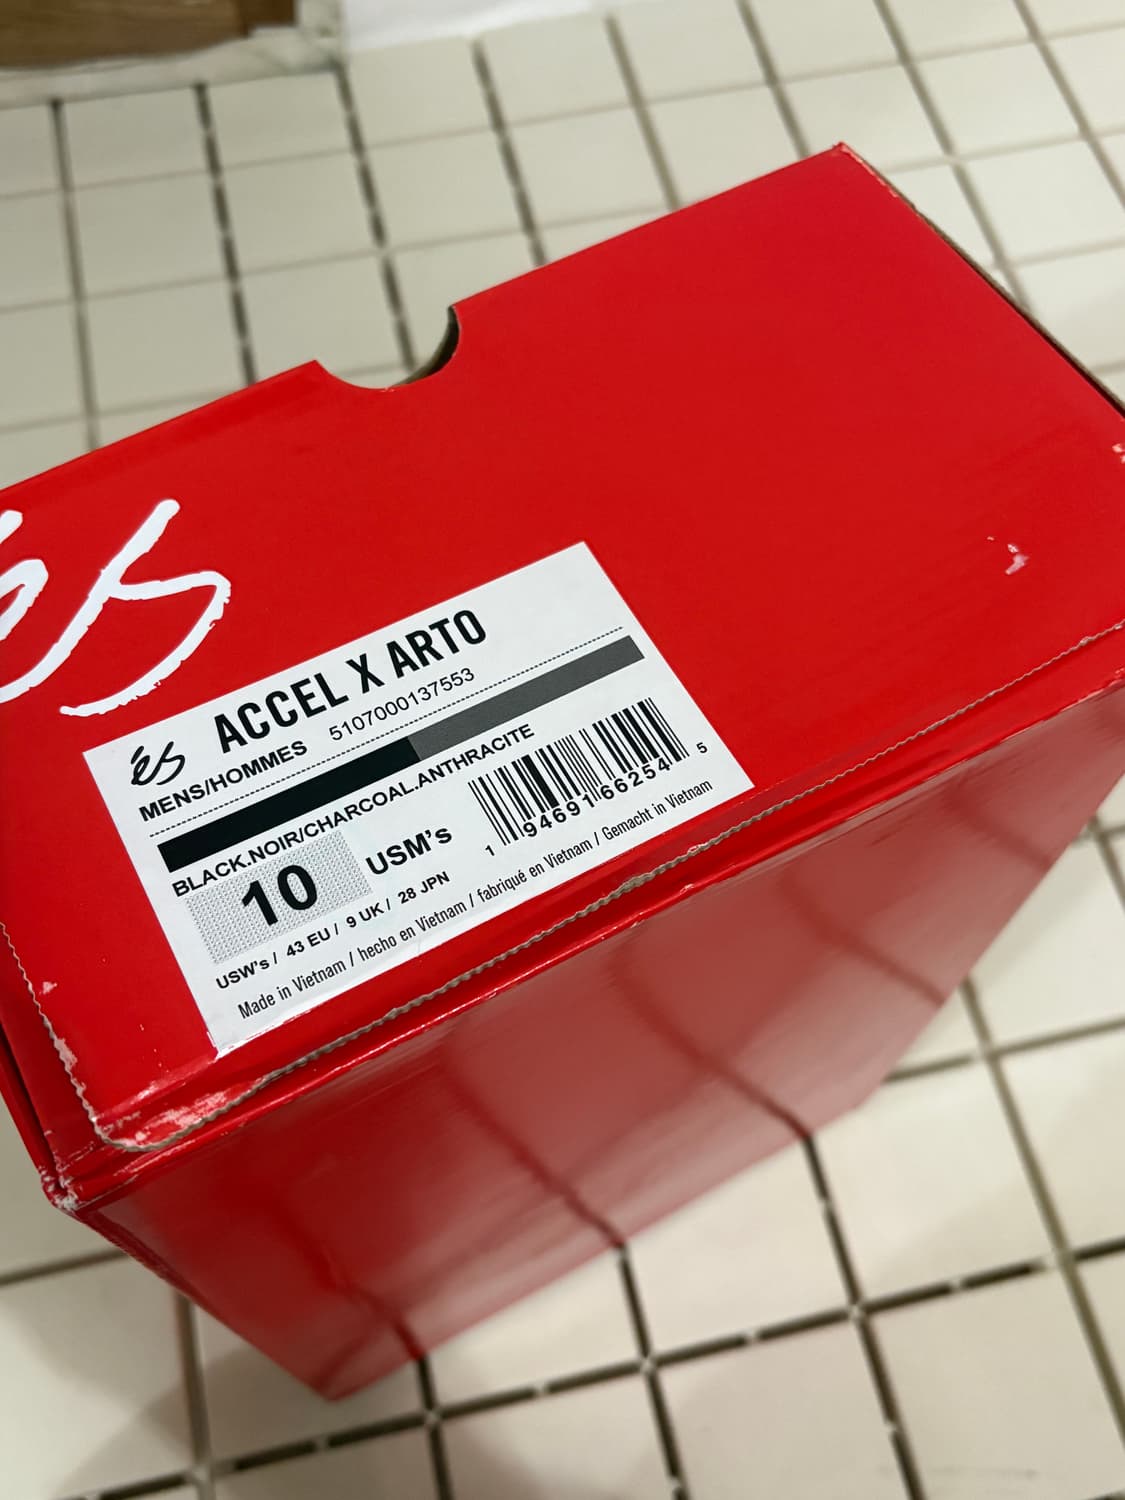 és
és ACCEL X ARTO
MENS/HOMMES 5107000137553
BLACK.NOIR/CHARCOAL.ANTHRACITE
10 USM's
1 94691 66254 5
USW's / 43 EU / 9 UK / 28 JPN
Made in Vietnam / hecho en Vietnam / fabriqué en Vietnam / Gemacht in Vietnam